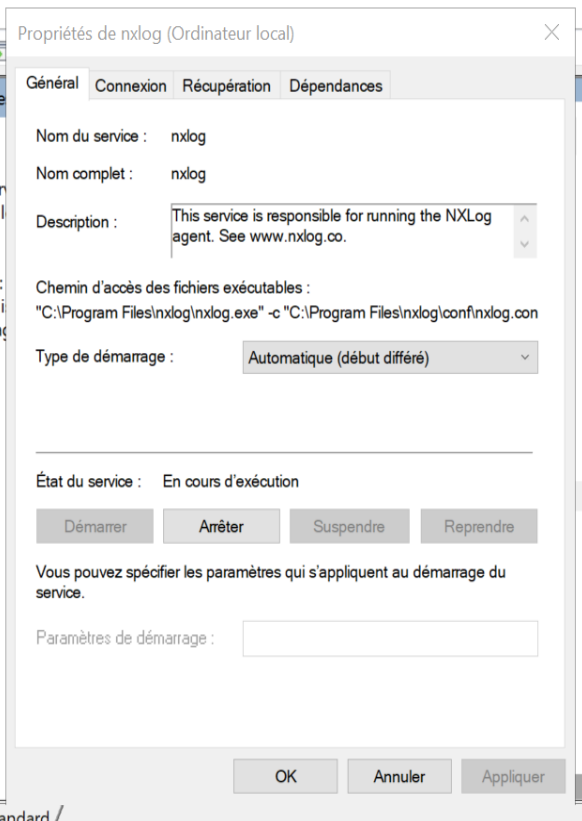 Propriétés de nxlog (Ordinateur local)
Général Connexion Récupération Dépendances
Nom du service : nxlog
Nom complet : nxlog
Description : This service is responsible for running the NXLog
agent. See www.nxlog.co.
Chemin d’accès des fichiers exécutables :
"C:\Program Files\nxlog\nxlog.exe" -c "C:\Program Files\nxlog\conf\nxlog.con
Type de démarrage : Automatique (début différé)
État du service : En cours d’exécution
Démarrer Arrêter Suspendre Reprendre
Vous pouvez spécifier les paramètres qui s’appliquent au démarrage du
service.
Paramètres de démarrage :
OK Annuler Appliquer